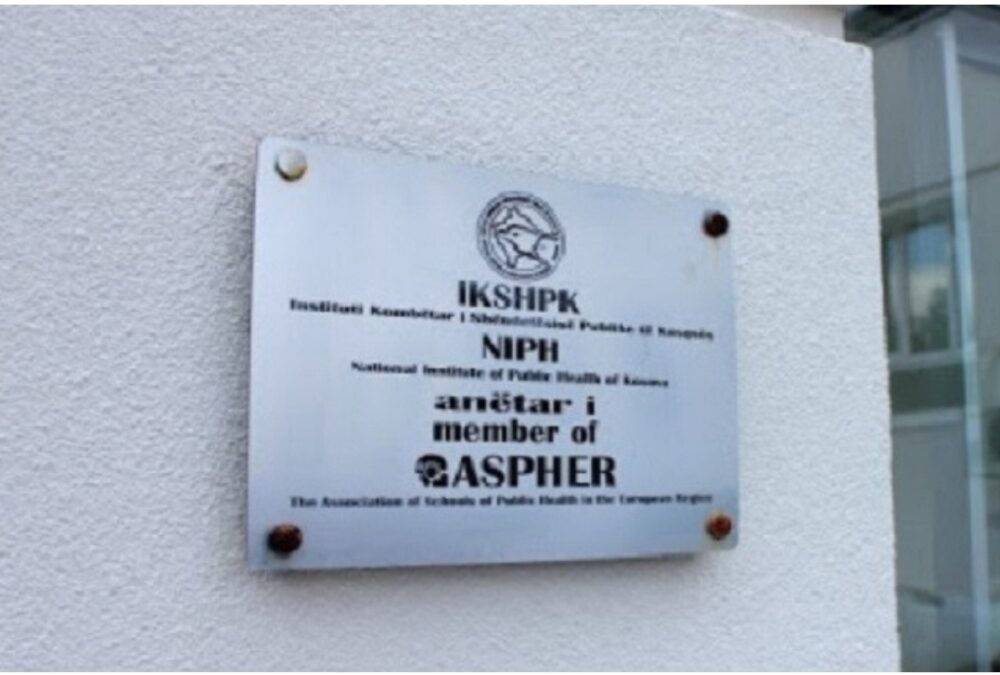 IKSHPK
Instituti Kombëtar i Shëndetësisë Publike të Kosovës
NIPH
National Institute of Public Health of Kosova
anëtar i
member of
ASPHER
The Association of Schools of Public Health in the European Region